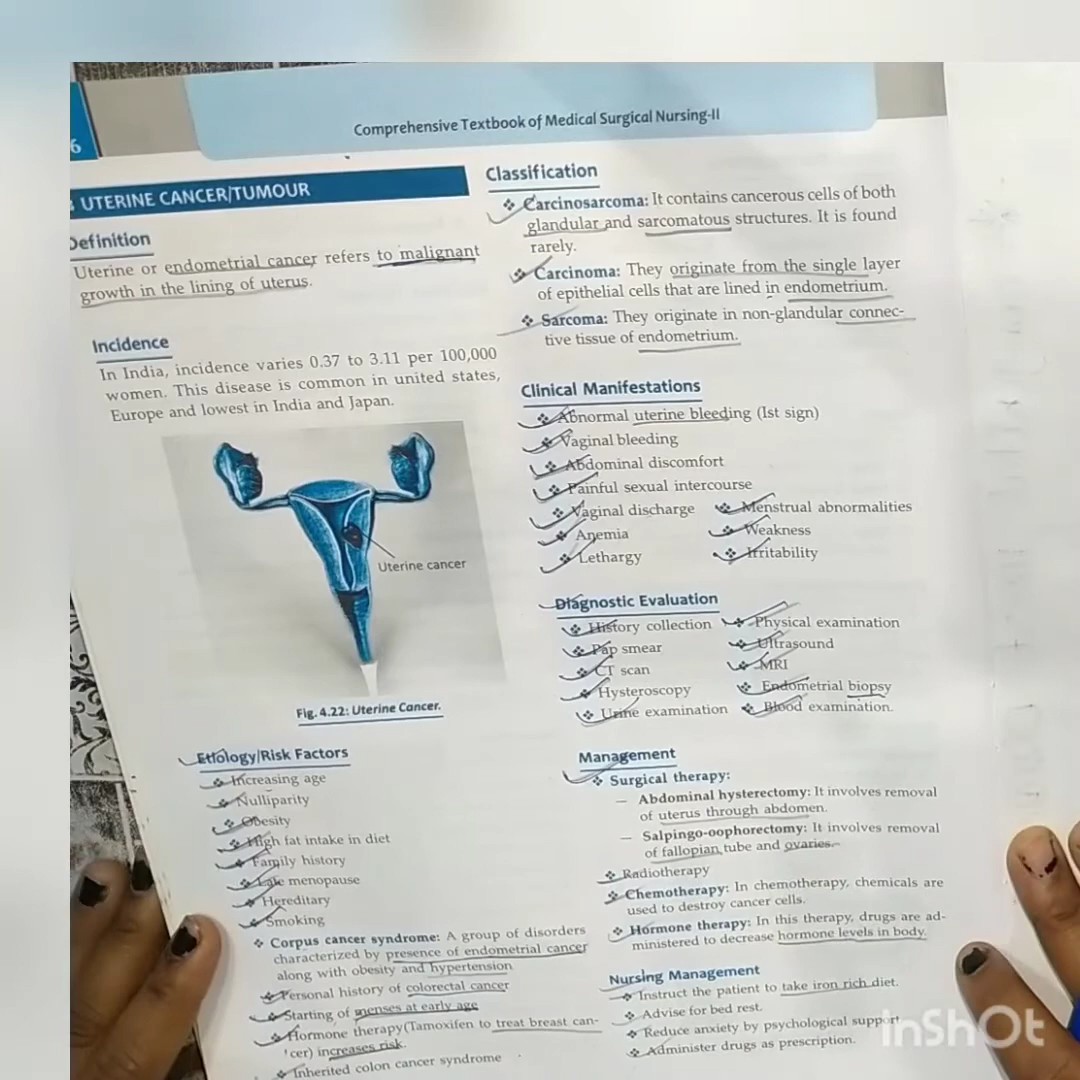 6
Comprehensive Textbook of Medical Surgical Nursing-II
UTERINE CANCER/TUMOUR
Definition
Uterine or endometrial cancer refers to malignant
growth in the lining of uterus.
Incidence
In India, incidence varies 0.37 to 3.11 per 100,000
women. This disease is common in united states,
Europe and lowest in India and Japan.
Uterine cancer
Fig. 4.22: Uterine Cancer.
Etiology/Risk Factors
❖ Increasing age
❖ Nulliparity
❖ Obesity
❖ High fat intake in diet
❖ Family history
❖ Late menopause
❖ Hereditary
❖ Smoking
❖ Corpus cancer syndrome: A group of disorders
characterized by presence of endometrial cancer
along with obesity and hypertension
❖ Personal history of colorectal cancer
❖ Starting of menses at early age
❖ Hormone therapy(Tamoxifen to treat breast can-
cer) increases risk.
❖ Inherited colon cancer syndrome
Classification
❖ Carcinosarcoma: It contains cancerous cells of both
glandular and sarcomatous structures. It is found
rarely.
❖ Carcinoma: They originate from the single layer
of epithelial cells that are lined in endometrium.
❖ Sarcoma: They originate in non-glandular connec-
tive tissue of endometrium.
Clinical Manifestations
❖ Abnormal uterine bleeding (Ist sign)
❖ Vaginal bleeding
❖ Abdominal discomfort
❖ Painful sexual intercourse
❖ Vaginal discharge ❖ Menstrual abnormalities
❖ Anemia ❖ Weakness
❖ Lethargy ❖ Irritability
Diagnostic Evaluation
❖ History collection ❖ Physical examination
❖ Pap smear ❖ Ultrasound
❖ CT scan ❖ MRI
❖ Hysteroscopy ❖ Endometrial biopsy
❖ Urine examination ❖ Blood examination.
Management
❖ Surgical therapy:
– Abdominal hysterectomy: It involves removal
of uterus through abdomen.
– Salpingo-oophorectomy: It involves removal
of fallopian tube and ovaries.
❖ Radiotherapy
❖ Chemotherapy: In chemotherapy, chemicals are
used to destroy cancer cells.
❖ Hormone therapy: In this therapy, drugs are ad-
ministered to decrease hormone levels in body.
Nursing Management
❖ Instruct the patient to take iron rich diet.
❖ Advise for bed rest.
❖ Reduce anxiety by psychological support
❖ Administer drugs as prescription.
inShOt